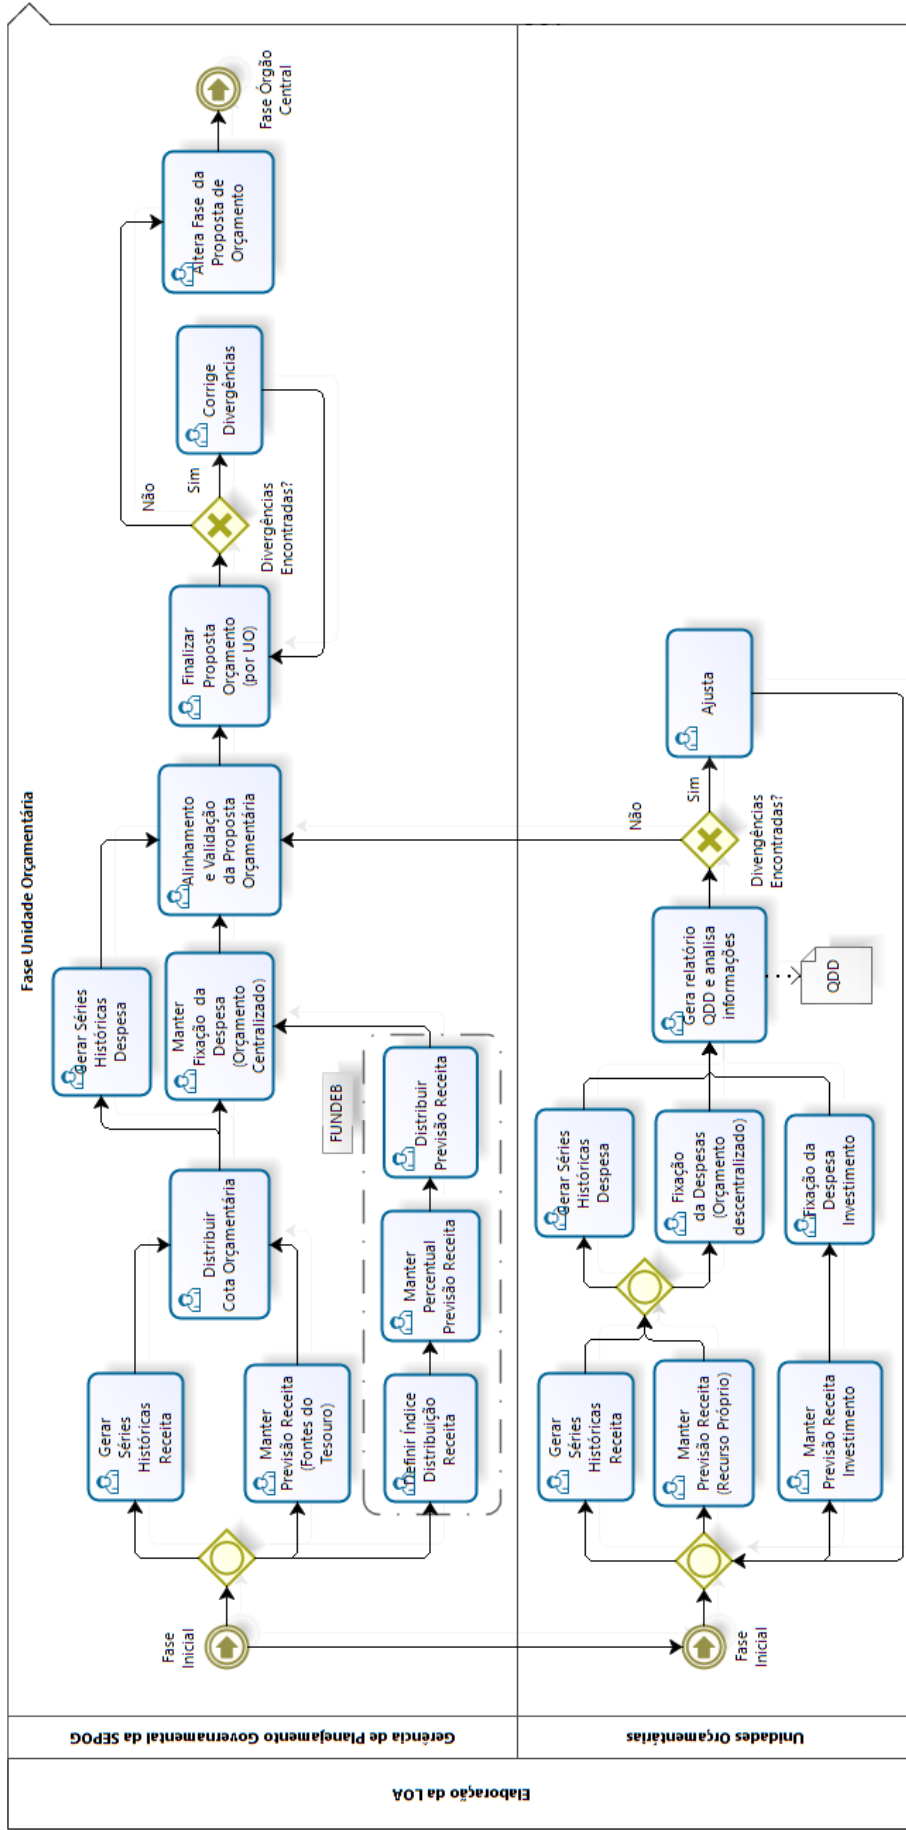 Elaboração da LOA
Gerência de Planejamento Governamental da SEPOG
Unidades Orçamentárias
Fase Unidade Orçamentária
Fase
Inicial
Gerar
Séries
Históricas
Receita
Manter
Previsão Receita
(Fontes do
Tesouro)
Definir Índice
Distribuição
Receita
Manter
Percentual
Previsão Receita
Distribuir
Previsão Receita
FUNDEB
Distribuir
Cota Orçamentária
Gerar Séries
Históricas
Despesa
Manter
Fixação da
Despesa
(Orçamento
Centralizado)
Alinhamento
e Validação
da Proposta
Orçamentária
Finalizar
Proposta
Orçamento
(por UO)
Divergências
Encontradas?
Sim
Não
Corrige
Divergências
Altera Fase da
Proposta de
Orçamento
Fase Órgão
Central
Fase
Inicial
Gerar
Séries
Históricas
Receita
Manter
Previsão Receita
(Recurso Próprio)
Manter
Previsão Receita
Investimento
Gerar Séries
Históricas
Despesa
Fixação
da Despesas
(Orçamento
descentralizado)
Fixação da
Despesa
Investimento
Gera relatório
QDD e analisa
informações
QDD
Divengências
Encontradas?
Sim
Não
Ajusta